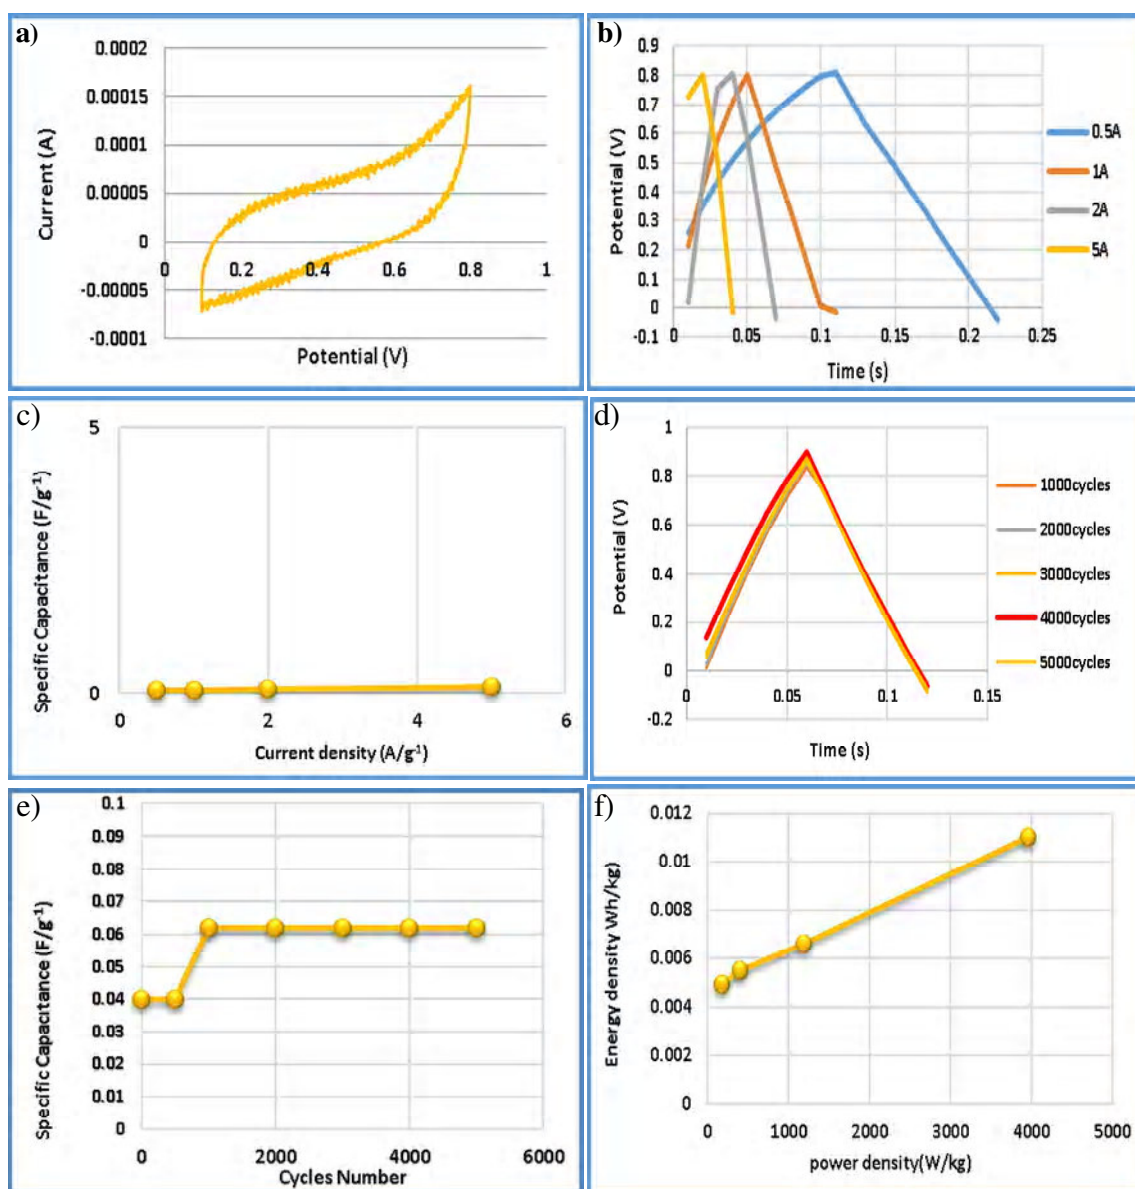 a)
0.0002
0.00015
0.0001
0.00005
0
-0.00005
-0.0001
0 0.2 0.4 0.6 0.8 1
Current (A)
Potential (V)
b)
0.9
0.8
0.7
0.6
0.5
0.4
0.3
0.2
0.1
0
-0.1
0 0.05 0.1 0.15 0.2 0.25
Potential (V)
Time (s)
0.5A
1A
2A
5A
c)
5
0
0 2 4 6
Specific Capacitance (F/g⁻¹)
Current density (A/g⁻¹)
d)
1
0.8
0.6
0.4
0.2
0
-0.2
0 0.05 0.1 0.15
Potential (V)
Time (s)
1000cycles
2000cycles
3000cycles
4000cycles
5000cycles
e)
0.1
0.09
0.08
0.07
0.06
0.05
0.04
0.03
0.02
0.01
0
0 2000 4000 6000
Specific Capacitance (F/g⁻¹)
Cycles Number
f)
0.012
0.01
0.008
0.006
0.004
0.002
0
0 1000 2000 3000 4000 5000
Energy density Wh/kg)
power density(W/kg)